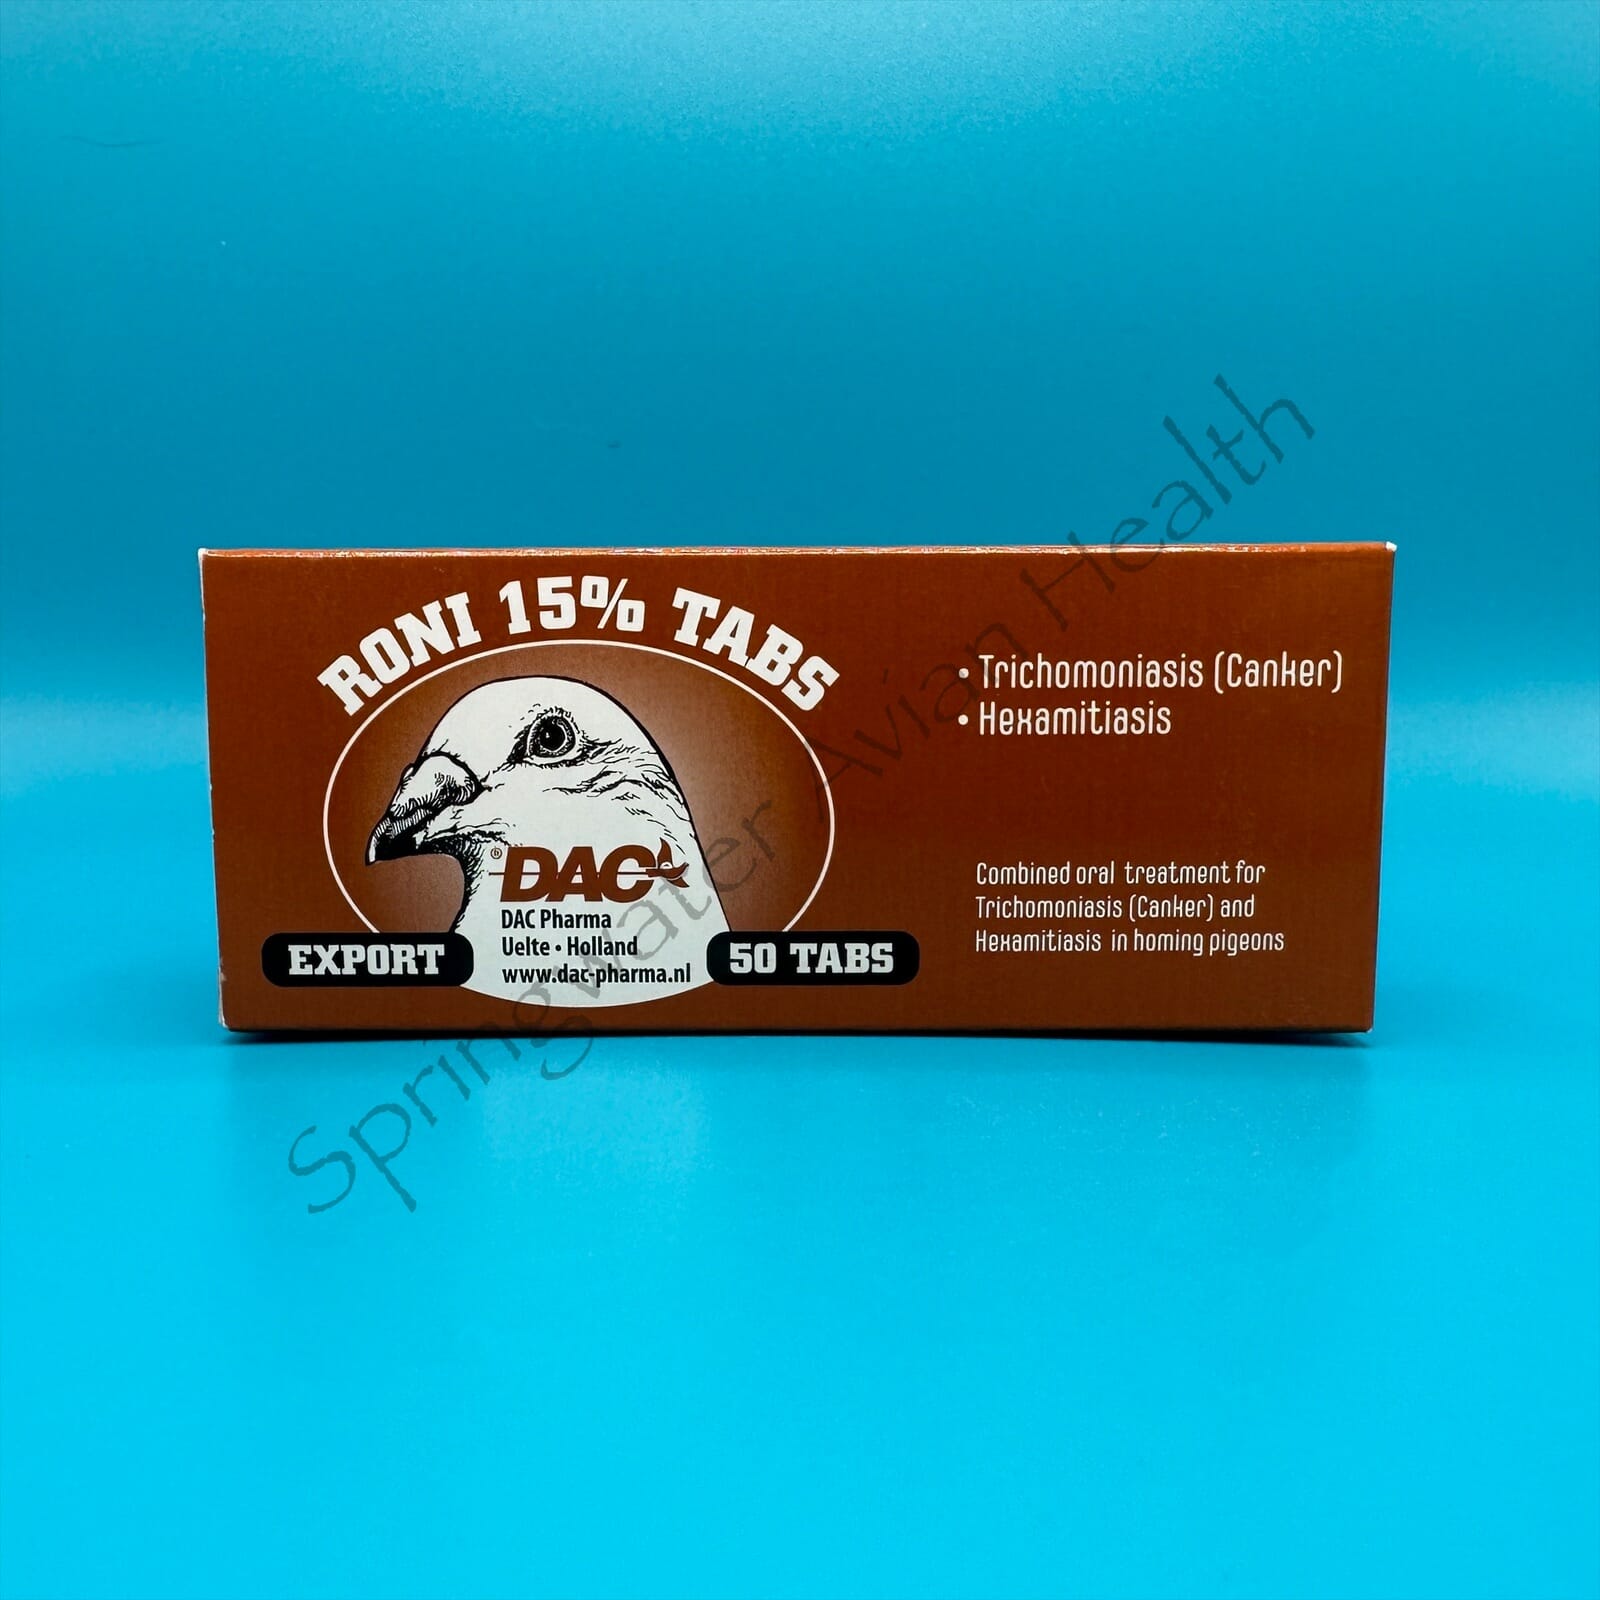 RONI 15% TABS
• Trichomoniasis (Canker)
• Hexamitiasis
DAC
DAC Pharma
Uelte • Holland
www.dac-pharma.nl
EXPORT
50 TABS
Combined oral treatment for
Trichomoniasis (Canker) and
Hexamitiasis in homing pigeons
Springwater Avian Health